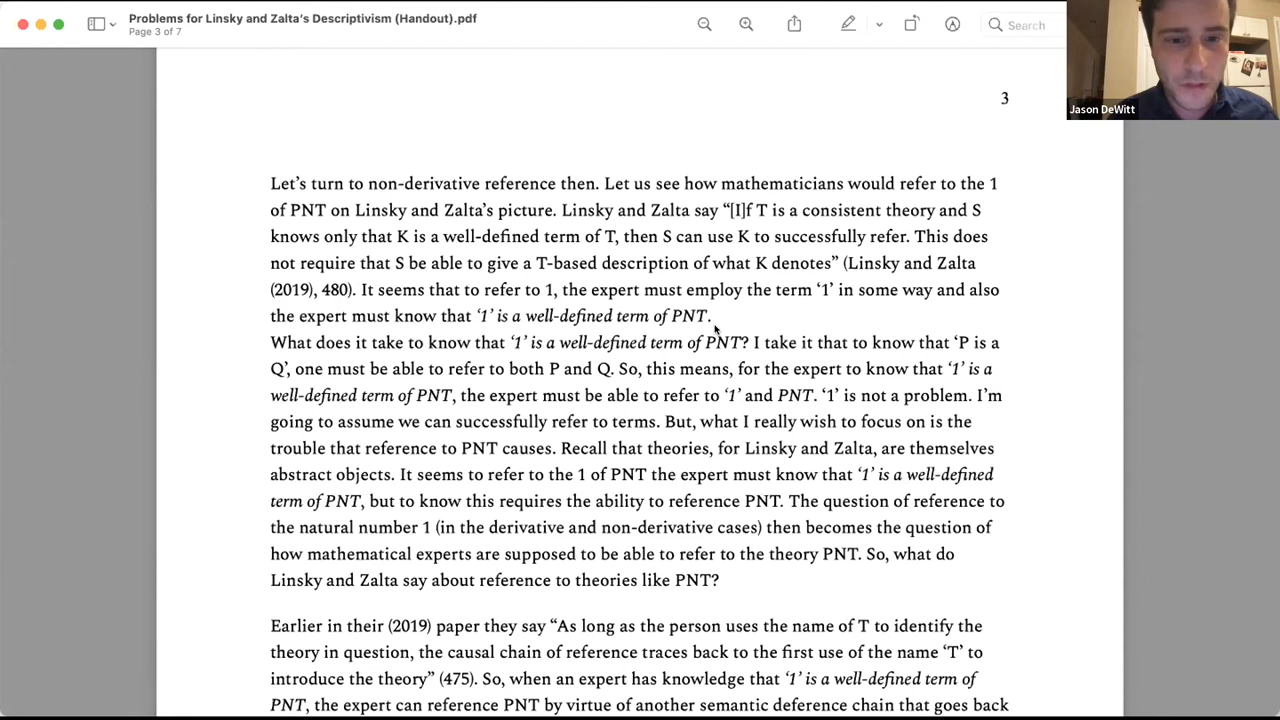 Problems for Linsky and Zalta's Descriptivism (Handout).pdf
Page 3 of 7
Search
Jason DeWitt
3
Let's turn to non-derivative reference then. Let us see how mathematicians would refer to the 1
of PNT on Linsky and Zalta's picture. Linsky and Zalta say “[I]f T is a consistent theory and S
knows only that K is a well-defined term of T, then S can use K to successfully refer. This does
not require that S be able to give a T-based description of what K denotes” (Linsky and Zalta
(2019), 480). It seems that to refer to 1, the expert must employ the term ‘1’ in some way and also
the expert must know that ‘1’ is a well-defined term of PNT.
What does it take to know that ‘1’ is a well-defined term of PNT? I take it that to know that ‘P is a
Q’, one must be able to refer to both P and Q. So, this means, for the expert to know that ‘1’ is a
well-defined term of PNT, the expert must be able to refer to ‘1’ and PNT. ‘1’ is not a problem. I'm
going to assume we can successfully refer to terms. But, what I really wish to focus on is the
trouble that reference to PNT causes. Recall that theories, for Linsky and Zalta, are themselves
abstract objects. It seems to refer to the 1 of PNT the expert must know that ‘1’ is a well-defined
term of PNT, but to know this requires the ability to reference PNT. The question of reference to
the natural number 1 (in the derivative and non-derivative cases) then becomes the question of
how mathematical experts are supposed to be able to refer to the theory PNT. So, what do
Linsky and Zalta say about reference to theories like PNT?
Earlier in their (2019) paper they say “As long as the person uses the name of T to identify the
theory in question, the causal chain of reference traces back to the first use of the name ‘T’ to
introduce the theory” (475). So, when an expert has knowledge that ‘1’ is a well-defined term of
PNT, the expert can reference PNT by virtue of another semantic deference chain that goes back